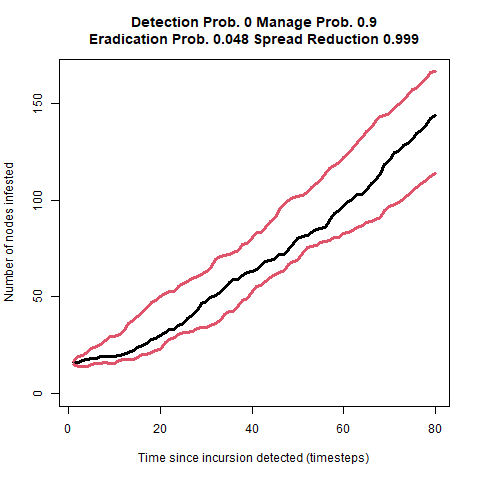 Detection Prob. 0 Manage Prob. 0.9
Eradication Prob. 0.048 Spread Reduction 0.999
150
100
50
0
Number of nodes infested
0 20 40 60 80
Time since incursion detected (timesteps)